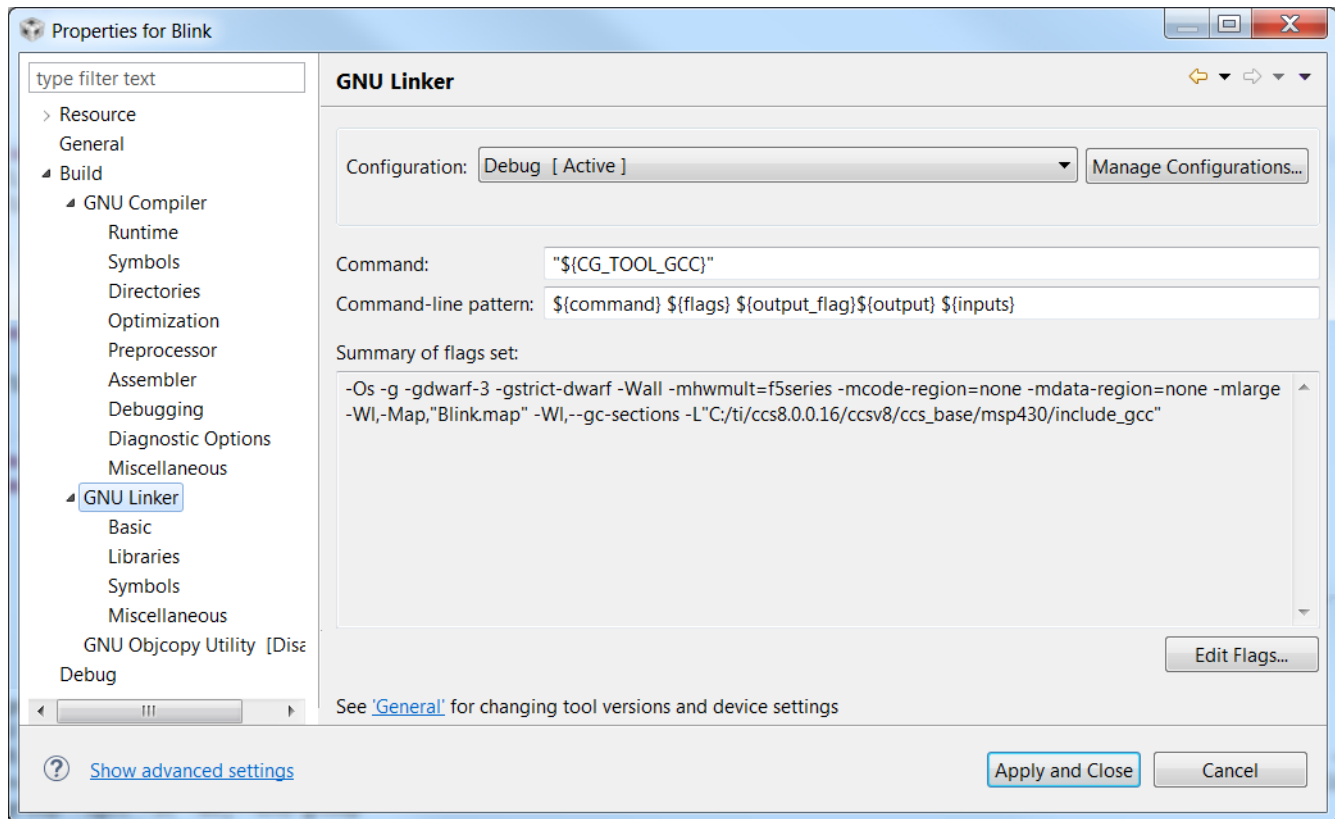 Properties for Blink
type filter text
Resource
General
Build
GNU Compiler
Runtime
Symbols
Directories
Optimization
Preprocessor
Assembler
Debugging
Diagnostic Options
Miscellaneous
GNU Linker
Basic
Libraries
Symbols
Miscellaneous
GNU Objcopy Utility [Disa
Debug
GNU Linker
Configuration: Debug [ Active ] Manage Configurations...
Command: "${CG_TOOL_GCC}"
Command-line pattern: ${command} ${flags} ${output_flag}${output} ${inputs}
Summary of flags set:
-Os -g -gdwarf-3 -gstrict-dwarf -Wall -mhwmult=f5series -mcode-region=none -mdata-region=none -mlarge
-Wl,-Map,"Blink.map" -Wl,--gc-sections -L"C:/ti/ccs8.0.0.16/ccsv8/ccs_base/msp430/include_gcc"
Edit Flags...
See 'General' for changing tool versions and device settings
Show advanced settings
Apply and Close Cancel